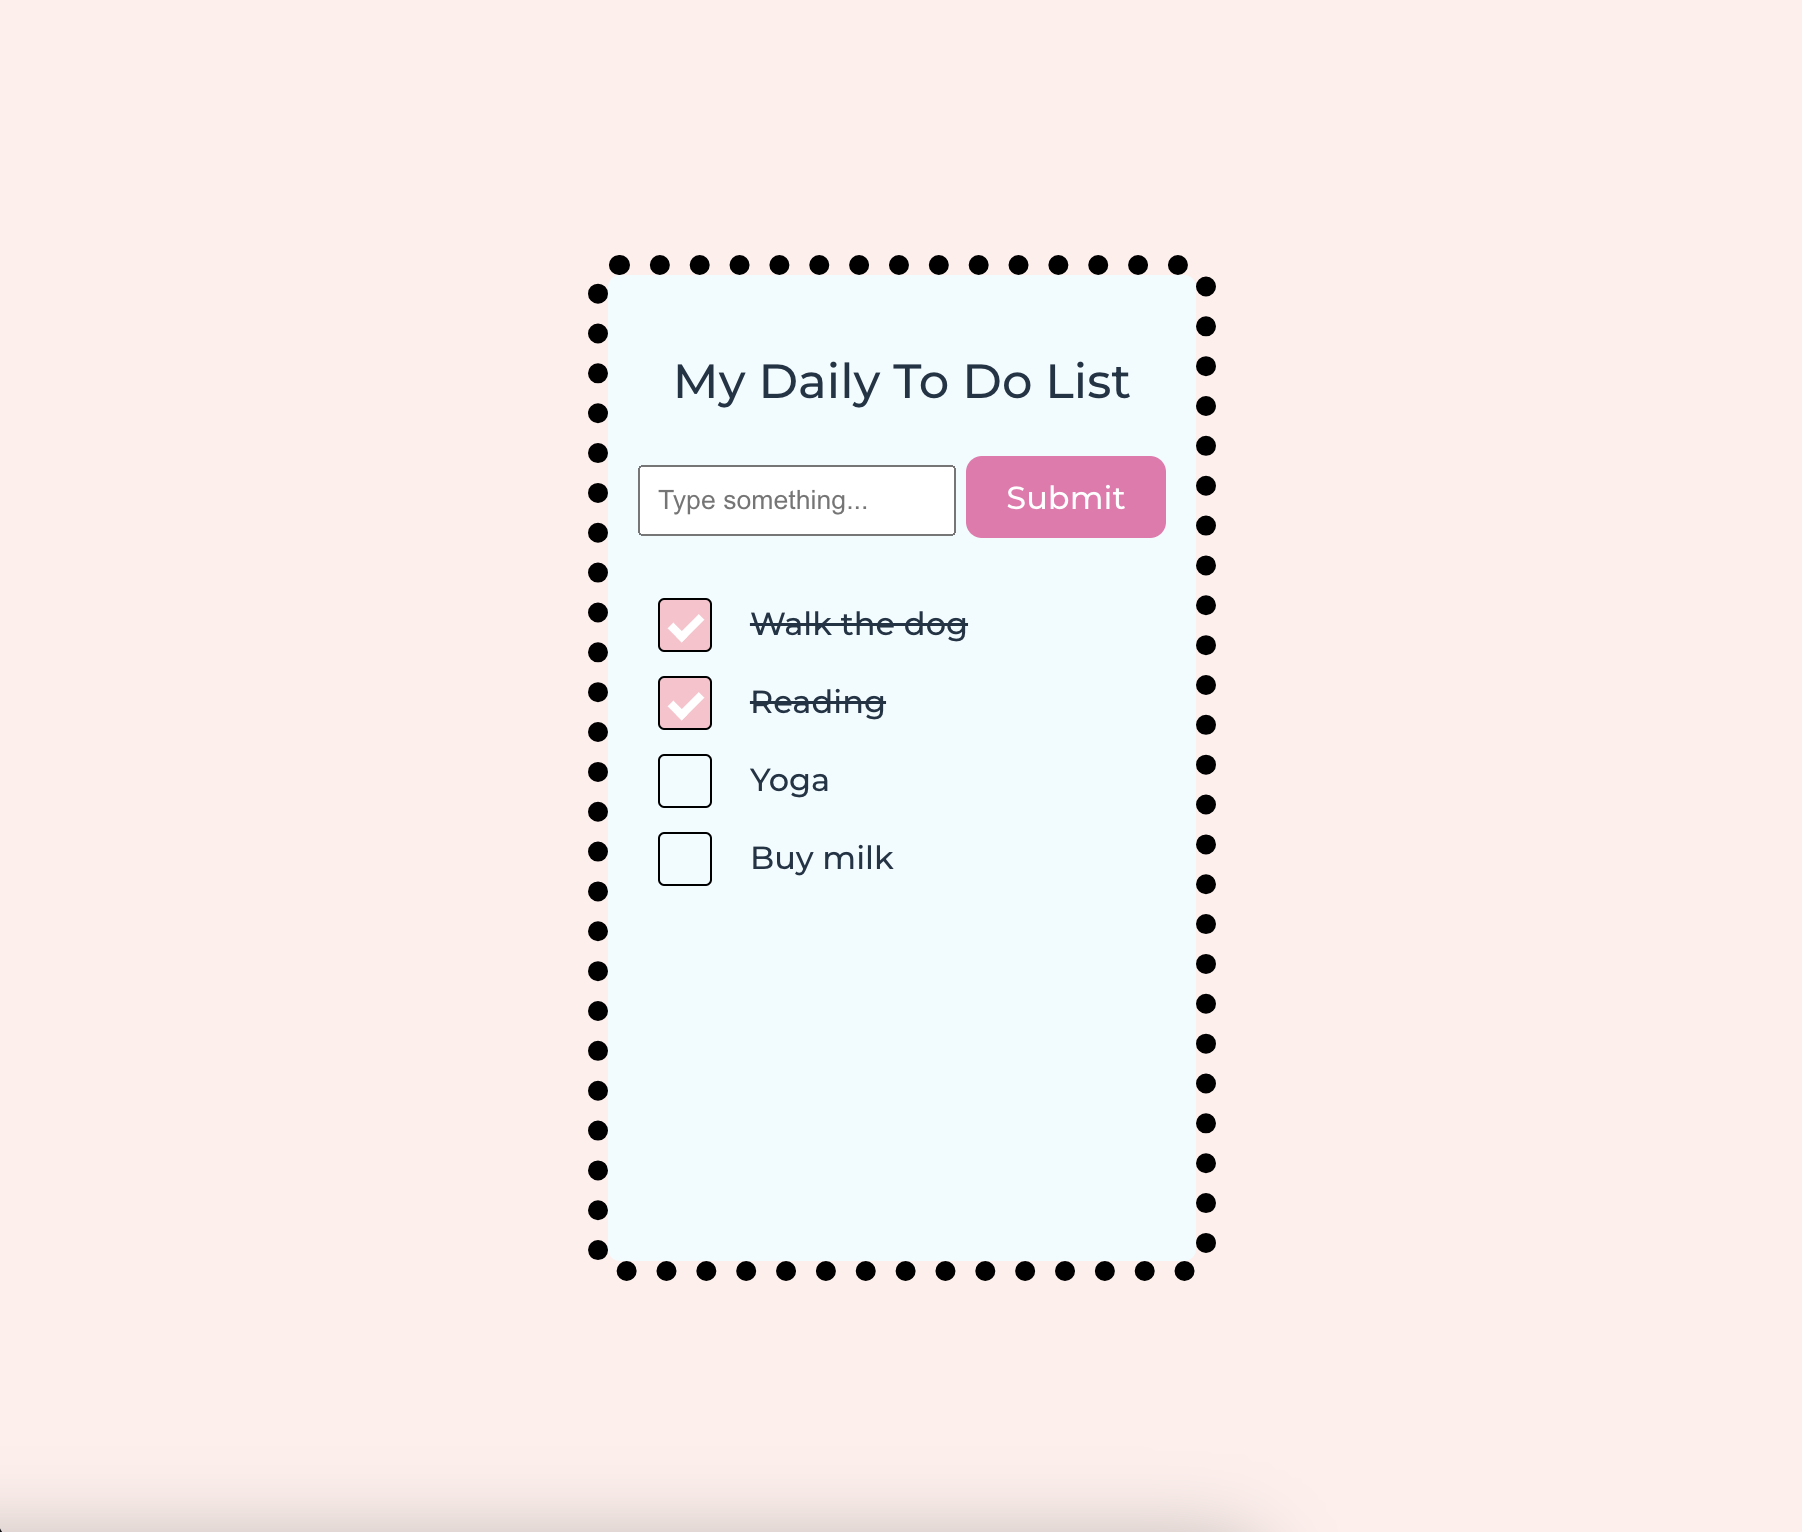 My Daily To Do List
Type something...
Submit
Walk the dog
Reading
Yoga
Buy milk